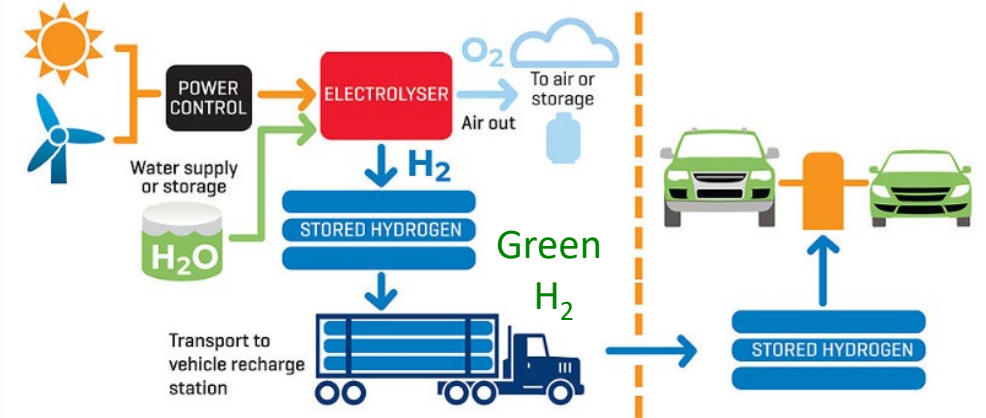 O2
POWER
CONTROL
ELECTROLYSER
To air or
storage
Air out
Water supply
or storage
H2
H2O
STORED HYDROGEN
Green
H2
Transport to
vehicle recharge
station
STORED HYDROGEN